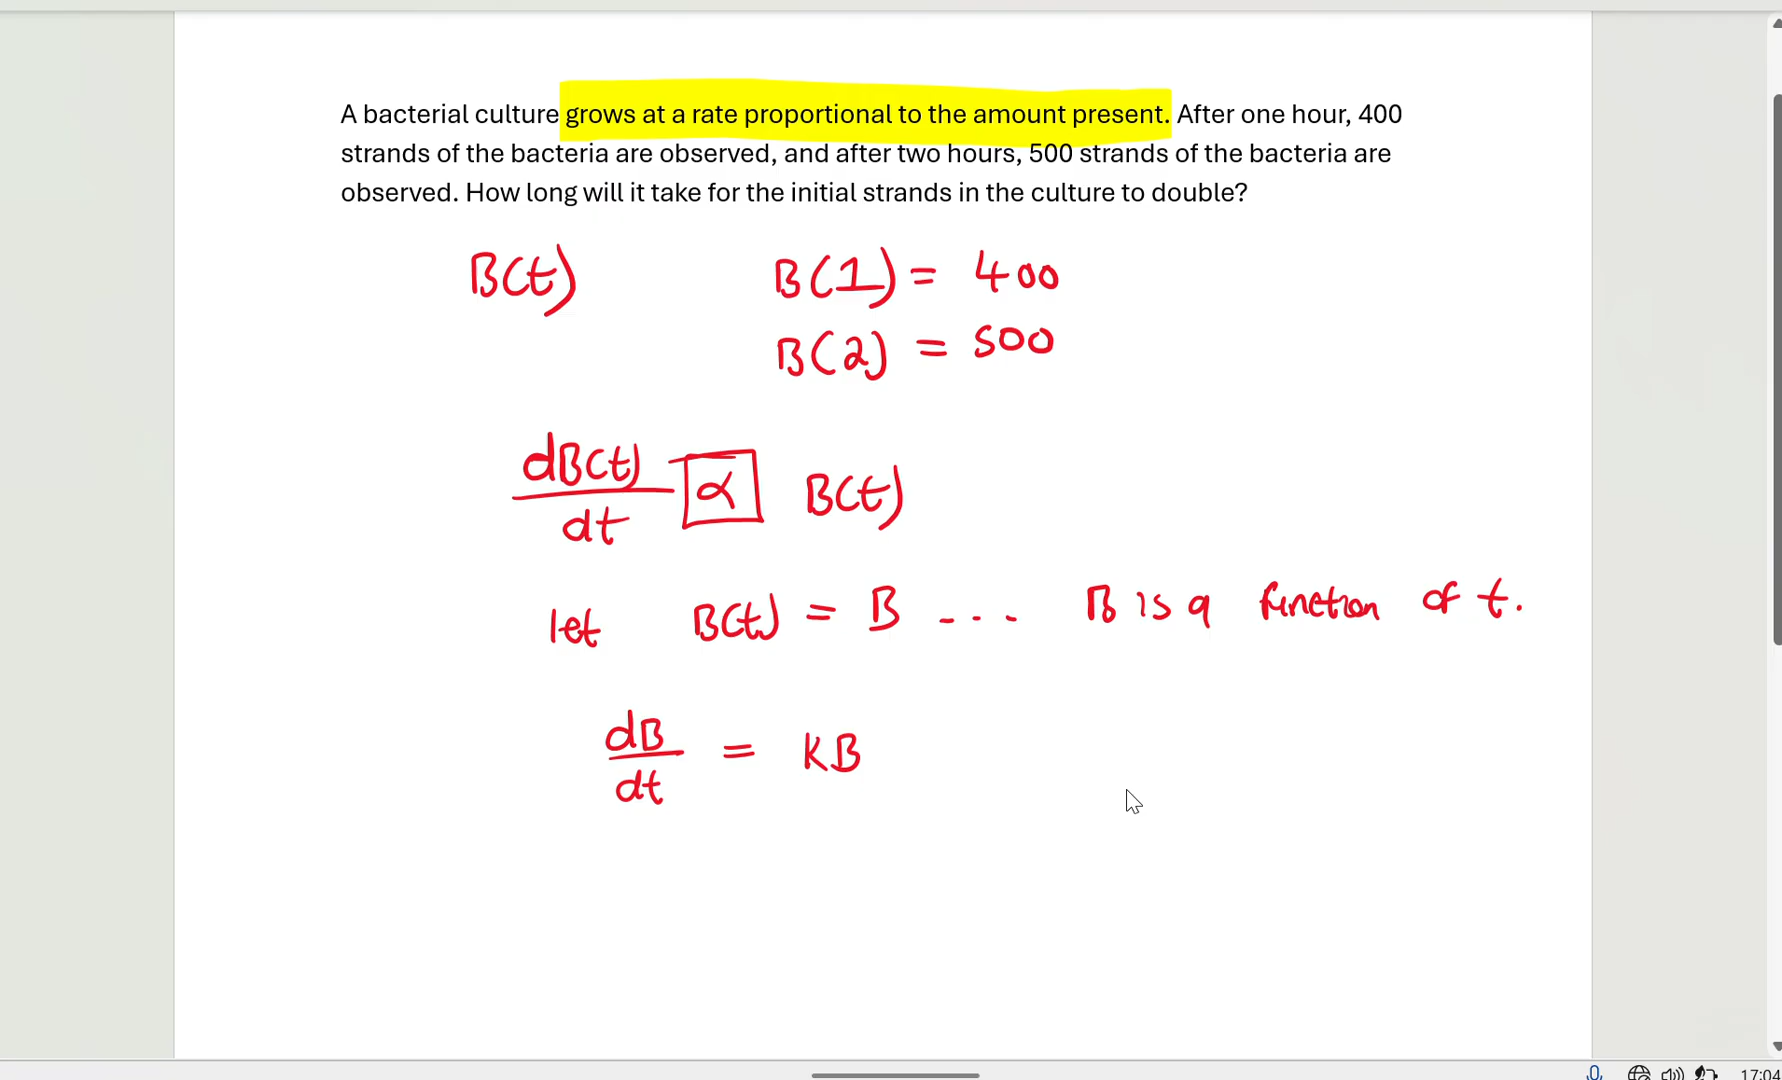 A bacterial culture grows at a rate proportional to the amount present. After one hour, 400
strands of the bacteria are observed, and after two hours, 500 strands of the bacteria are
observed. How long will it take for the initial strands in the culture to double?
B(t) B(1) = 400
B(2) = 500
dB(t)/dt α B(t)
let B(t) = B ... B is a function of t.
dB/dt = KB
17:04